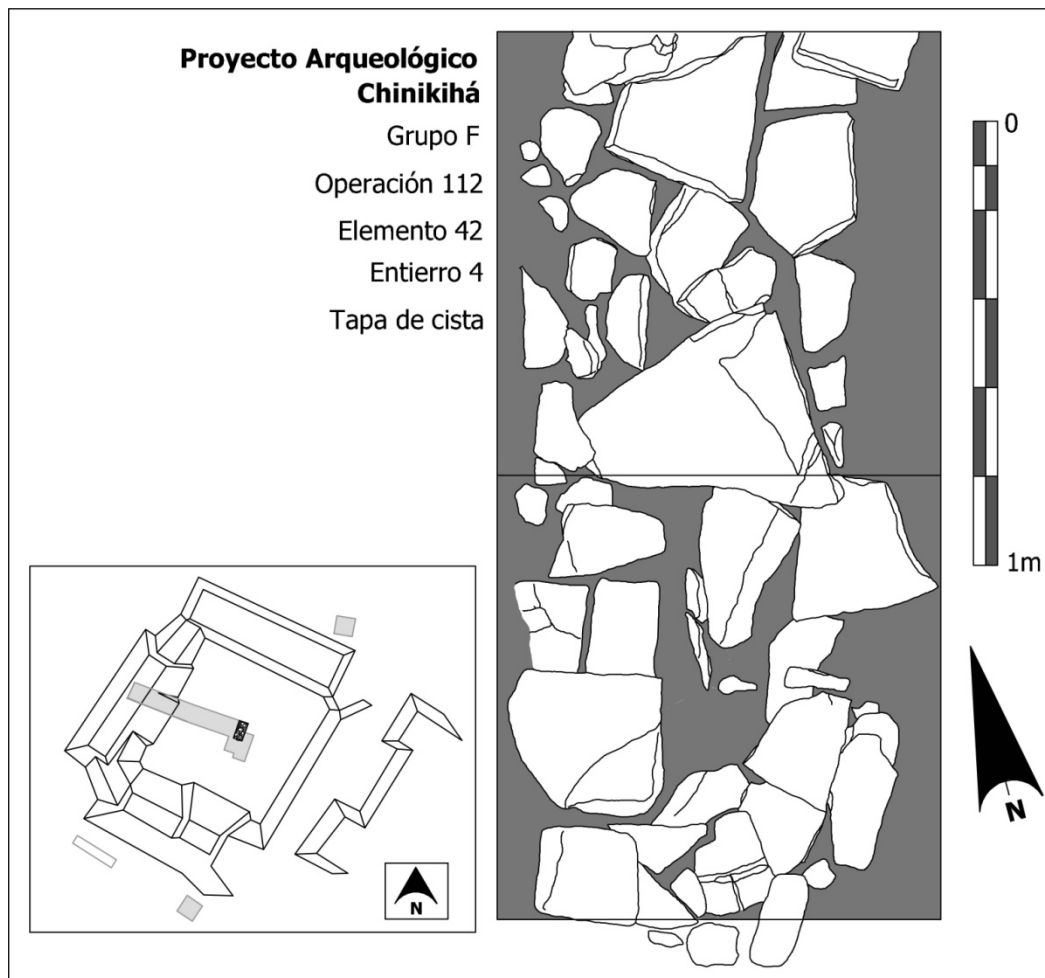 Proyecto Arqueológico
Chinikihá
Grupo F
Operación 112
Elemento 42
Entierro 4
Tapa de cista
0
1m
N
N